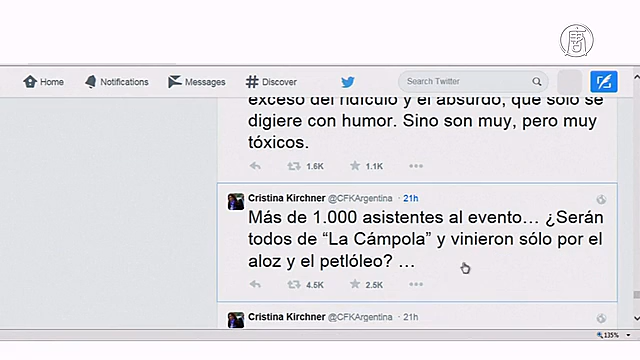 Home Notifications Messages Discover Search Twitter
exceso del ridículo y el absurdo, que sólo se
digiere con humor. Sino son muy, pero muy
tóxicos.
1.6K 1.1K
Cristina Kirchner @CFKArgentina · 21h
Más de 1.000 asistentes al evento… ¿Serán
todos de “La Cámpola” y vinieron sólo por el
aloz y el petlóleo? …
4.5K 2.5K
Cristina Kirchner @CFKArgentina · 21h
135%